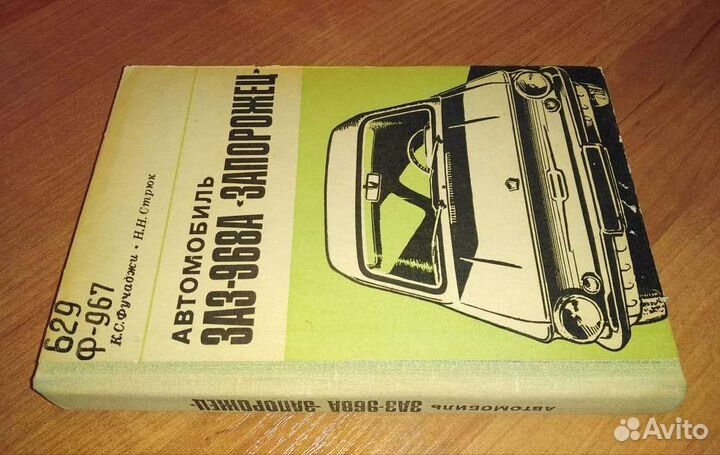 629
Ф-967
К.С.Фучаджи • Н.Н.Стрюк
АВТОМОБИЛЬ
ЗАЗ-968А «ЗАПОРОЖЕЦ»
АВТОМОБИЛЬ ЗАЗ-968А «ЗАПОРОЖЕЦ»
Avito